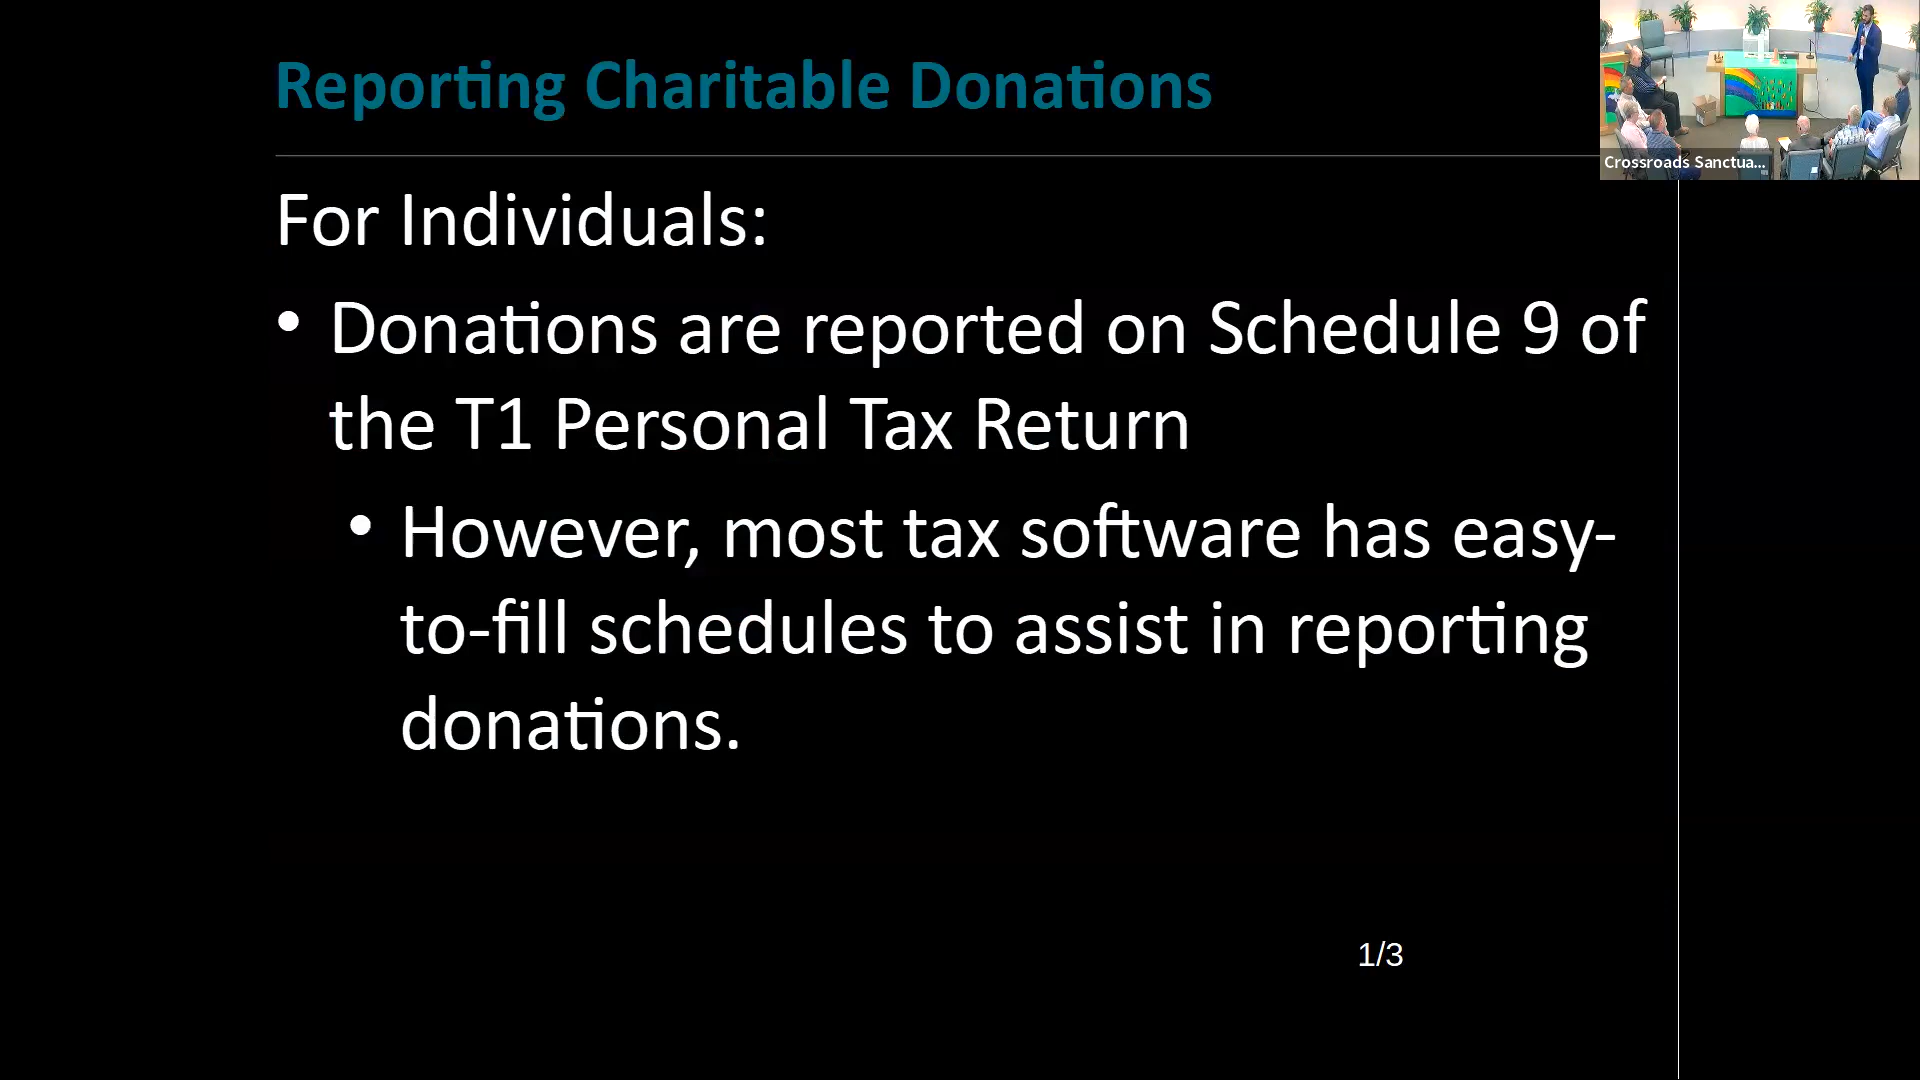 Reporting Charitable Donations
Crossroads Sanctua...
For Individuals:
• Donations are reported on Schedule 9 of
the T1 Personal Tax Return
• However, most tax software has easy-
to-fill schedules to assist in reporting
donations.
1/3